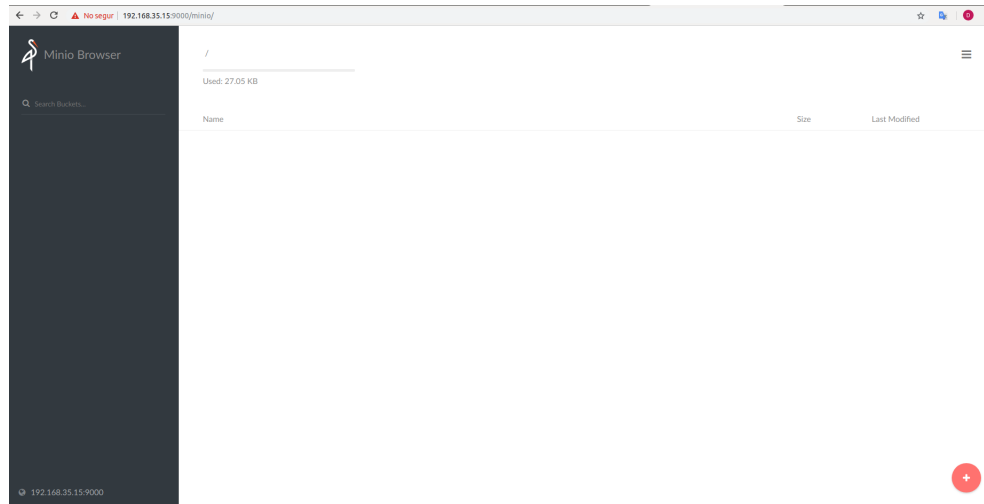 No segur | 192.168.35.15:9000/minio/
D
Minio Browser
Search Buckets...
/
Used: 27.05 KB
Name Size Last Modified
192.168.35.15:9000